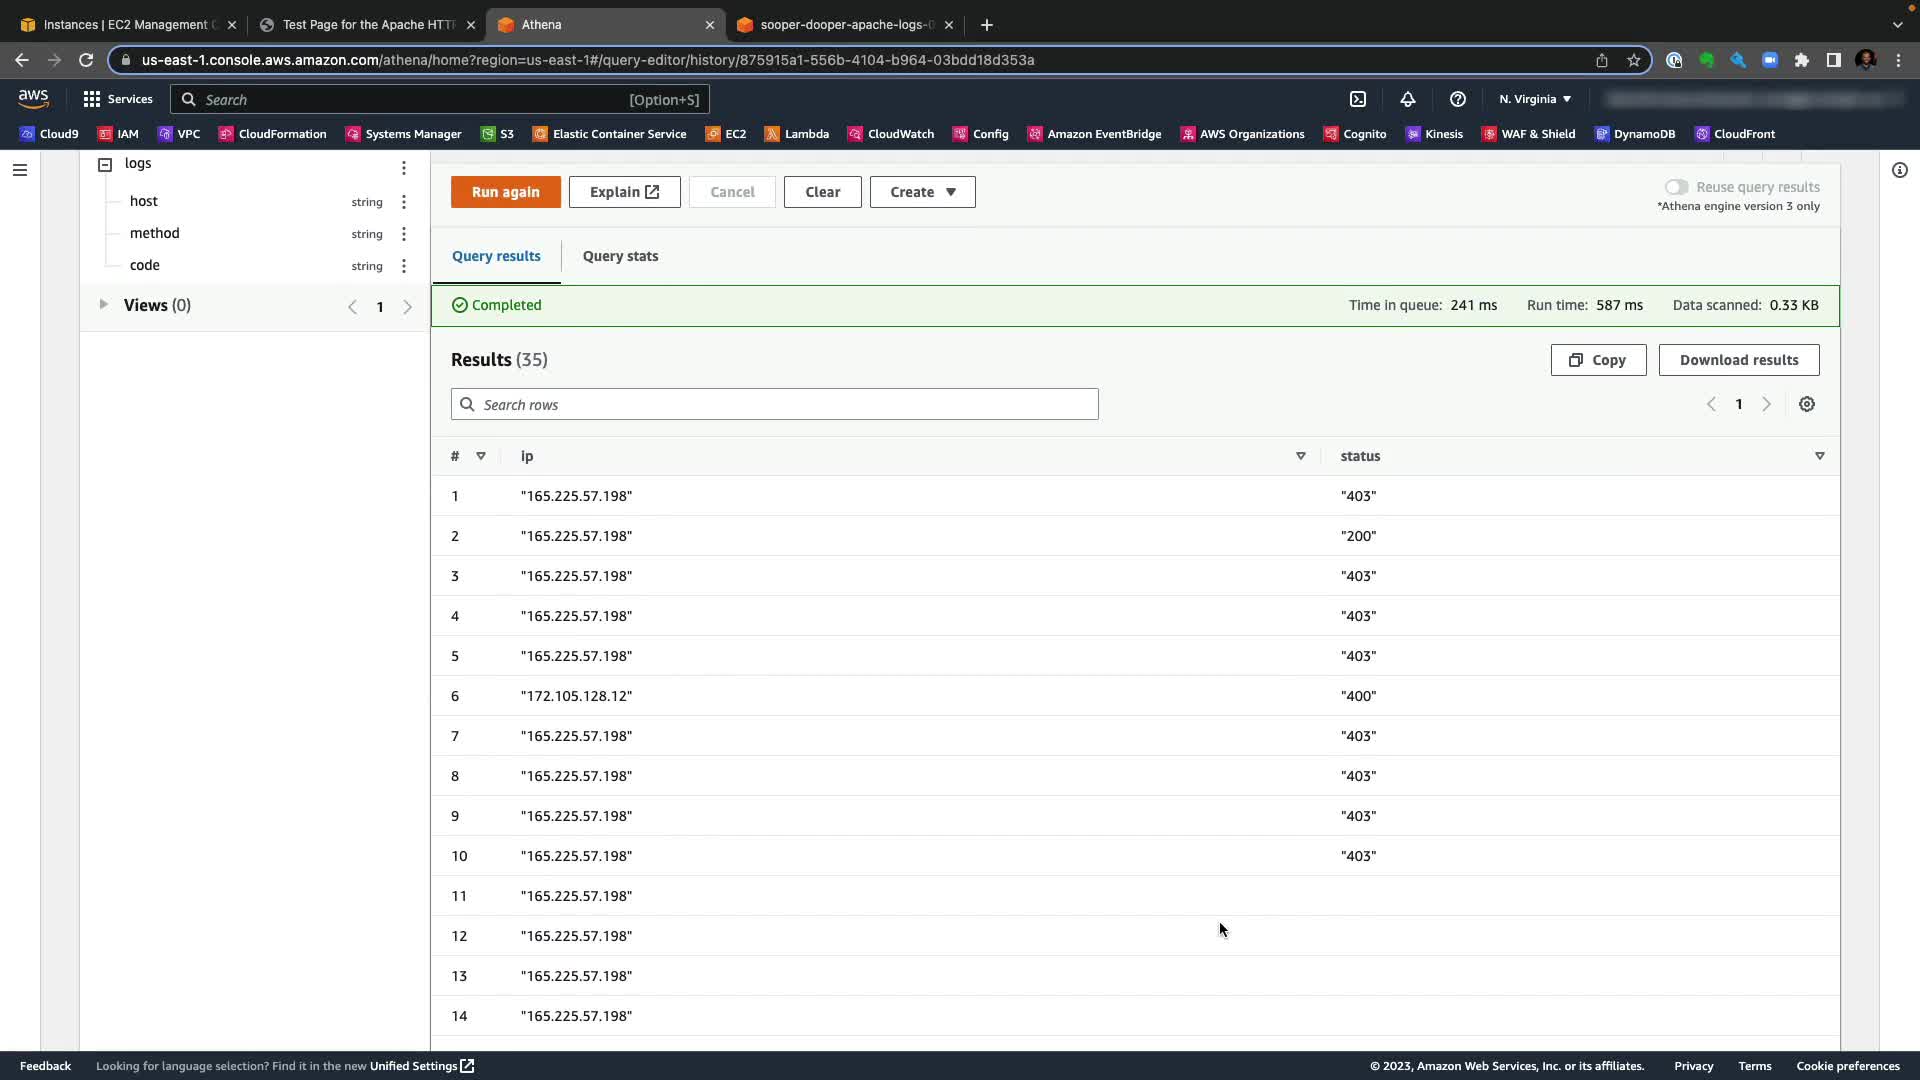 Instances | EC2 Management C
Test Page for the Apache HTTP
Athena
sooper-dooper-apache-logs-0
us-east-1.console.aws.amazon.com/athena/home?region=us-east-1#/query-editor/history/875915a1-556b-4104-b964-03bdd18d353a
aws
Services
Search
[Option+S]
N. Virginia
Cloud9
IAM
VPC
CloudFormation
Systems Manager
S3
Elastic Container Service
EC2
Lambda
CloudWatch
Config
Amazon EventBridge
AWS Organizations
Cognito
Kinesis
WAF & Shield
DynamoDB
CloudFront
logs
host string
method string
code string
Views (0) 1
Run again
Explain
Cancel
Clear
Create
Reuse query results
*Athena engine version 3 only
Query results
Query stats
Completed
Time in queue: 241 ms
Run time: 587 ms
Data scanned: 0.33 KB
Results (35)
Copy
Download results
Search rows
1
# ip status
1 "165.225.57.198" "403"
2 "165.225.57.198" "200"
3 "165.225.57.198" "403"
4 "165.225.57.198" "403"
5 "165.225.57.198" "403"
6 "172.105.128.12" "400"
7 "165.225.57.198" "403"
8 "165.225.57.198" "403"
9 "165.225.57.198" "403"
10 "165.225.57.198" "403"
11 "165.225.57.198"
12 "165.225.57.198"
13 "165.225.57.198"
14 "165.225.57.198"
Feedback
Looking for language selection? Find it in the new Unified Settings
© 2023, Amazon Web Services, Inc. or its affiliates.
Privacy
Terms
Cookie preferences